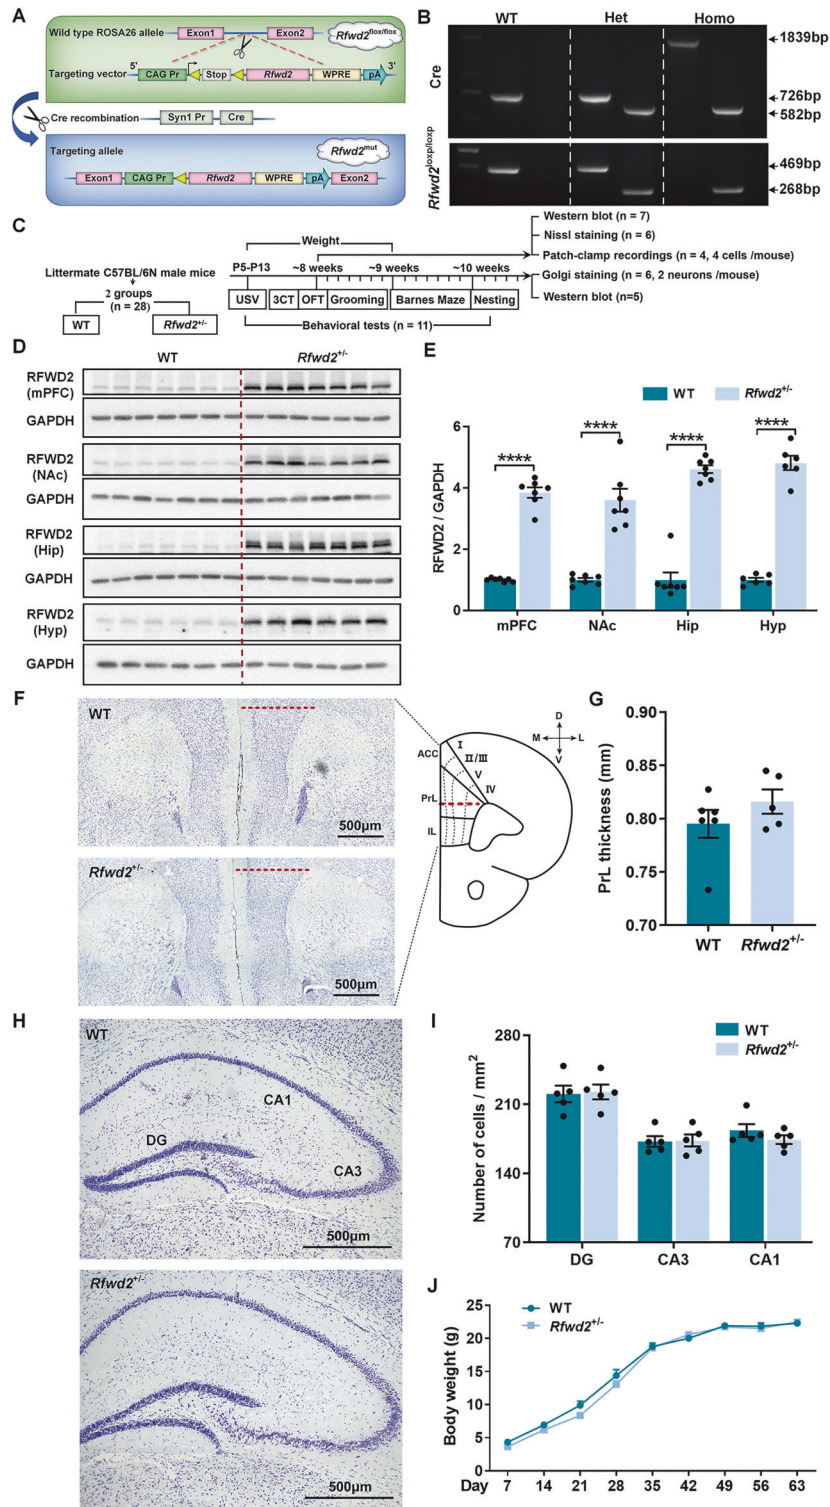 A
Wild type ROSA26 allele
Exon1
Exon2
Rfwd2flox/flox
5'
3'
Targeting vector
CAG Pr
Stop
Rfwd2
WPRE
pA
Cre recombination
Syn1 Pr
Cre
Targeting allele
Rfwd2mut
Exon1
CAG Pr
Rfwd2
WPRE
pA
Exon2
B
WT
Het
Homo
Cre
1839bp
726bp
582bp
Rfwd2loxp/loxp
469bp
268bp
C
Littermate C57BL/6N male mice
2 groups
(n = 28)
WT
Rfwd2+/-
Weight
P5-P13
~8 weeks
~9 weeks
~10 weeks
USV
3CT
OFT
Grooming
Barnes Maze
Nesting
Behavioral tests (n = 11)
Western blot (n = 7)
Nissl staining (n = 6)
Patch-clamp recordings (n = 4, 4 cells /mouse)
Golgi staining (n = 6, 2 neurons /mouse)
Western blot (n=5)
D
WT
Rfwd2+/-
RFWD2
(mPFC)
GAPDH
RFWD2
(NAc)
GAPDH
RFWD2
(Hip)
GAPDH
RFWD2
(Hyp)
GAPDH
E
WT
Rfwd2+/-
RFWD2 / GAPDH
6
4
2
0
****
****
****
****
mPFC
NAc
Hip
Hyp
F
WT
500μm
Rfwd2+/-
500μm
ACC
PrL
IL
I
II/III
V
IV
D
M
L
V
G
PrL thickness (mm)
0.90
0.85
0.80
0.75
0.70
WT
Rfwd2+/-
H
WT
CA1
DG
CA3
500μm
Rfwd2+/-
500μm
I
WT
Rfwd2+/-
Number of cells / mm2
280
210
140
70
DG
CA3
CA1
J
WT
Rfwd2+/-
Body weight (g)
25
20
15
10
5
0
Day
7
14
21
28
35
42
49
56
63